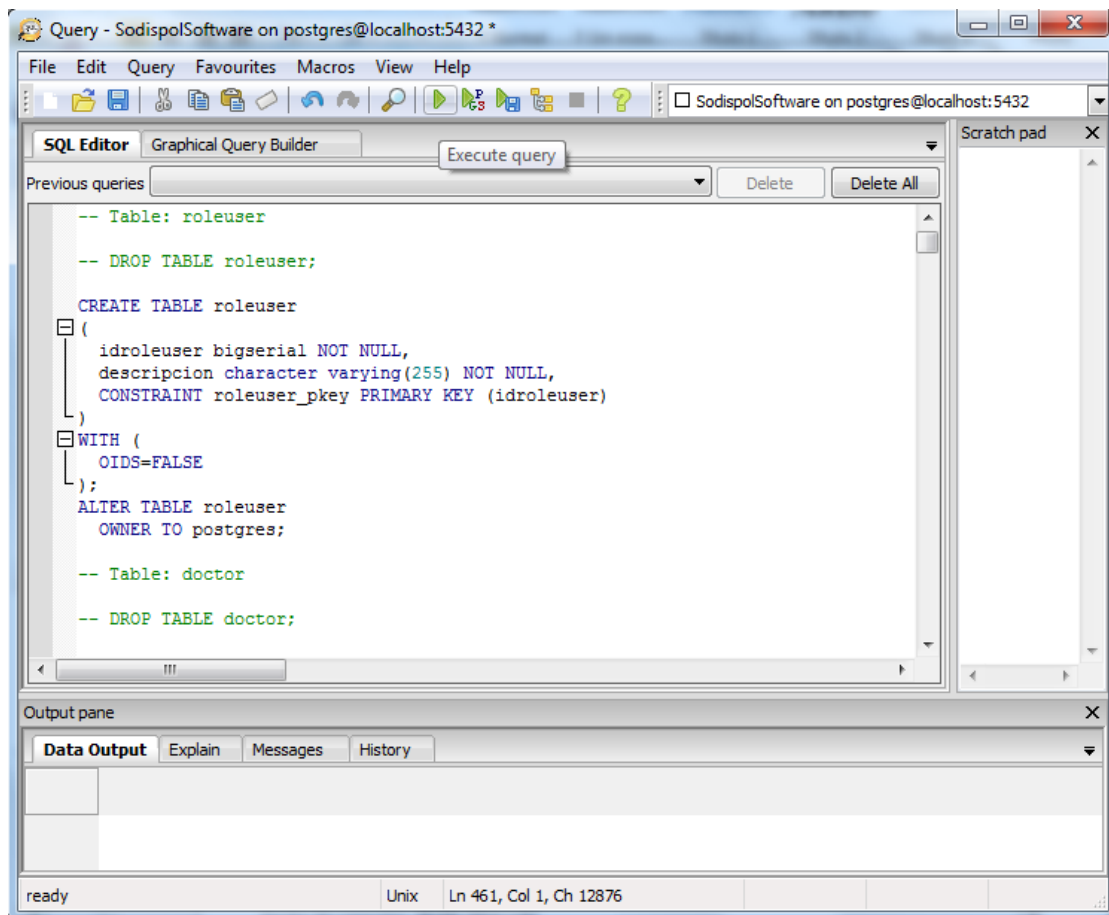 Query - SodispolSoftware on postgres@localhost:5432 *
File Edit Query Favourites Macros View Help
SodispolSoftware on postgres@localhost:5432
SQL Editor Graphical Query Builder
Execute query
Scratch pad
Previous queries Delete Delete All
-- Table: roleuser
-- DROP TABLE roleuser;
CREATE TABLE roleuser
(
idroleuser bigserial NOT NULL,
descripcion character varying(255) NOT NULL,
CONSTRAINT roleuser_pkey PRIMARY KEY (idroleuser)
)
WITH (
OIDS=FALSE
);
ALTER TABLE roleuser
OWNER TO postgres;
-- Table: doctor
-- DROP TABLE doctor;
Output pane
Data Output Explain Messages History
ready Unix Ln 461, Col 1, Ch 12876